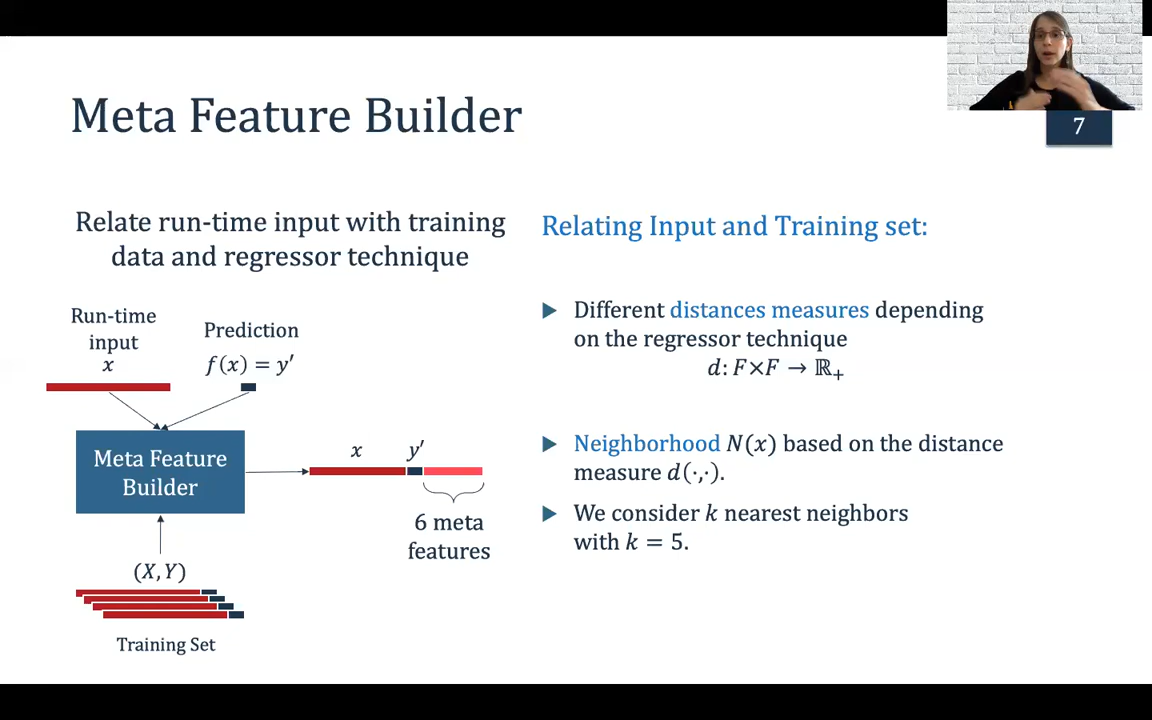 Meta Feature Builder
7
Relate run-time input with training
data and regressor technique
Run-time
input
x
Prediction
f(x) = y′
Meta Feature
Builder
x
y′
6 meta
features
(X, Y)
Training Set
Relating Input and Training set:
Different distances measures depending
on the regressor technique
d: F×F → ℝ₊
Neighborhood N(x) based on the distance
measure d(·,·).
We consider k nearest neighbors
with k = 5.